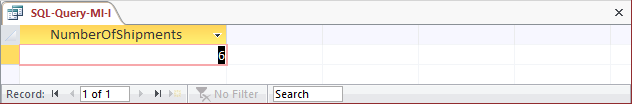 SQL-Query-MI-I
NumberOfShipments
6
Record: 1 of 1 No Filter Search